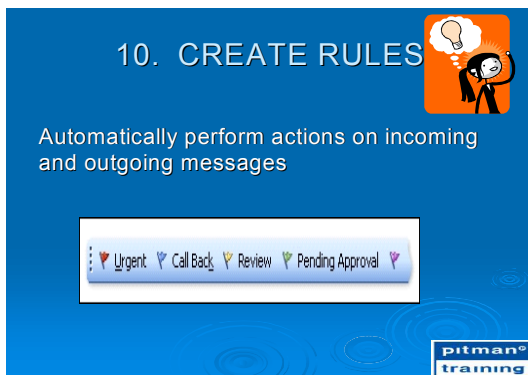 10. CREATE RULES
Automatically perform actions on incoming
and outgoing messages
Urgent Call Back Review Pending Approval
pitman®
training